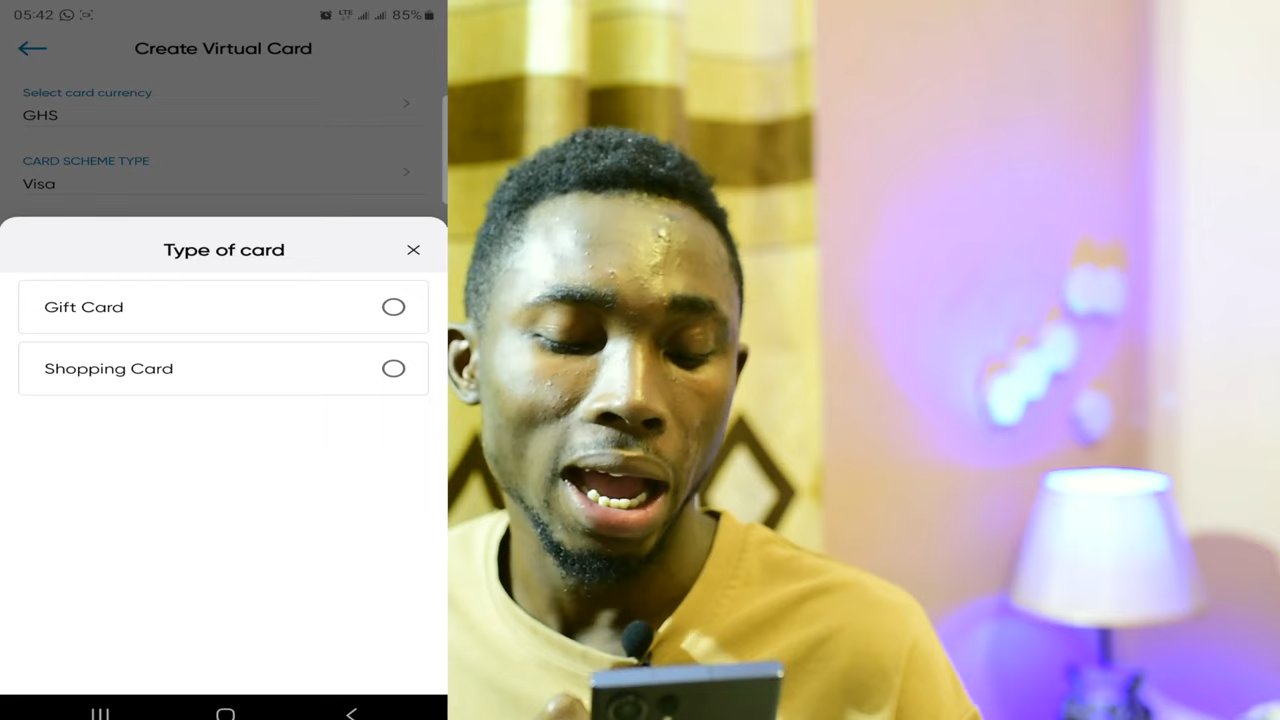 05:42
LTE
85%
Create Virtual Card
Select card currency
GHS
CARD SCHEME TYPE
Visa
Type of card
Gift Card
Shopping Card